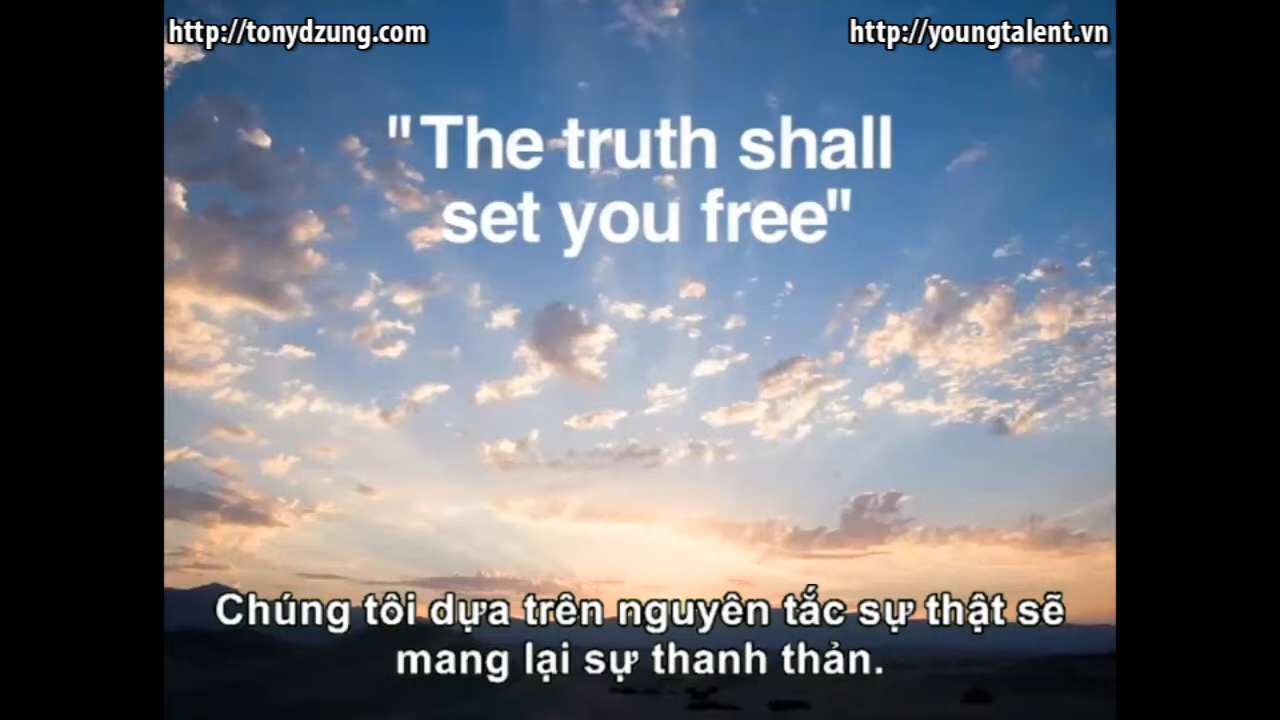 http://tonydzung.com
http://youngtalent.vn
"The truth shall
set you free"
Chúng tôi dựa trên nguyên tắc sự thật sẽ
mang lại sự thanh thản.